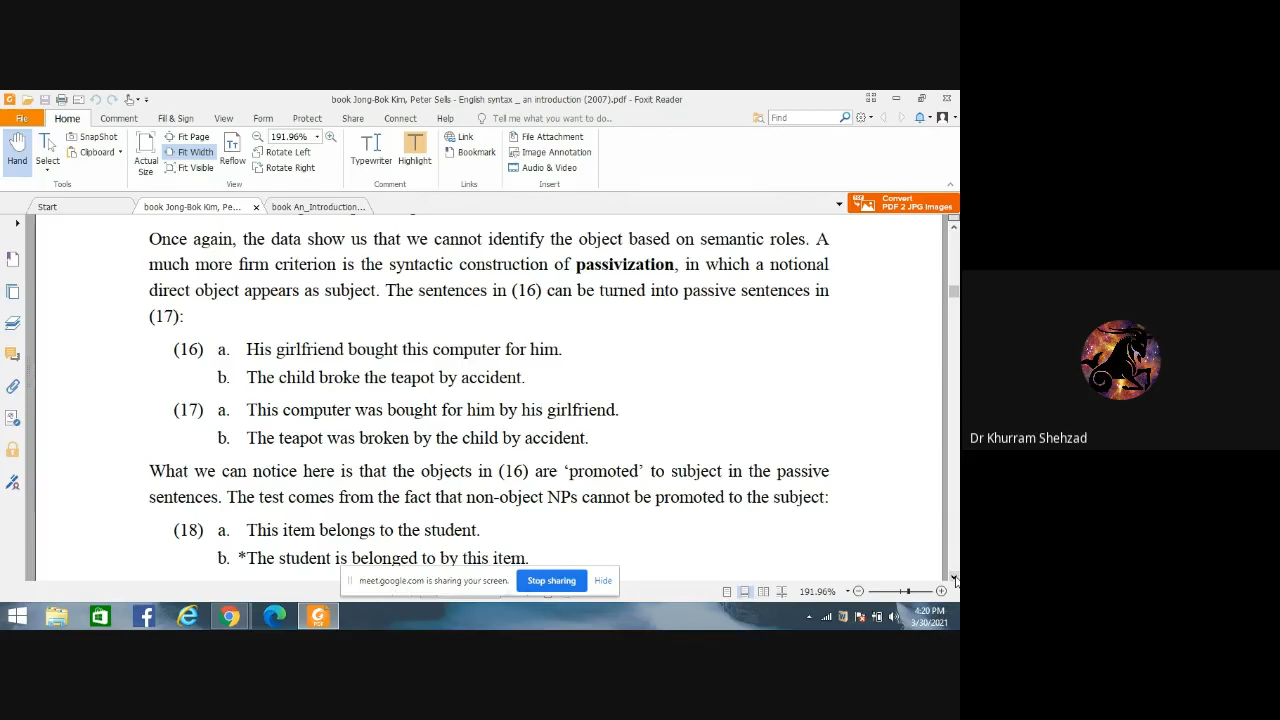 book Jong-Bok Kim, Peter Sells - English syntax _ an introduction (2007).pdf - Foxit Reader
File Home Comment Fill & Sign View Form Protect Share Connect Help Tell me what you want to do.. Find
SnapShot Fit Page 191.96% Link File Attachment
Clipboard Fit Width Rotate Left Bookmark Image Annotation
Hand Select Actual Size Fit Visible Reflow Rotate Right Typewriter Highlight Audio & Video
Tools View Comment Links Insert
Start book Jong-Bok Kim, Pe... book An_Introduction... Convert PDF 2 JPG Images
Once again, the data show us that we cannot identify the object based on semantic roles. A
much more firm criterion is the syntactic construction of passivization, in which a notional
direct object appears as subject. The sentences in (16) can be turned into passive sentences in
(17):
(16) a. His girlfriend bought this computer for him.
b. The child broke the teapot by accident.
(17) a. This computer was bought for him by his girlfriend.
b. The teapot was broken by the child by accident.
What we can notice here is that the objects in (16) are ‘promoted’ to subject in the passive
sentences. The test comes from the fact that non-object NPs cannot be promoted to the subject:
(18) a. This item belongs to the student.
b. *The student is belonged to by this item.
meet.google.com is sharing your screen. Stop sharing Hide
191.96%
4:20 PM
3/30/2021
Dr Khurram Shehzad